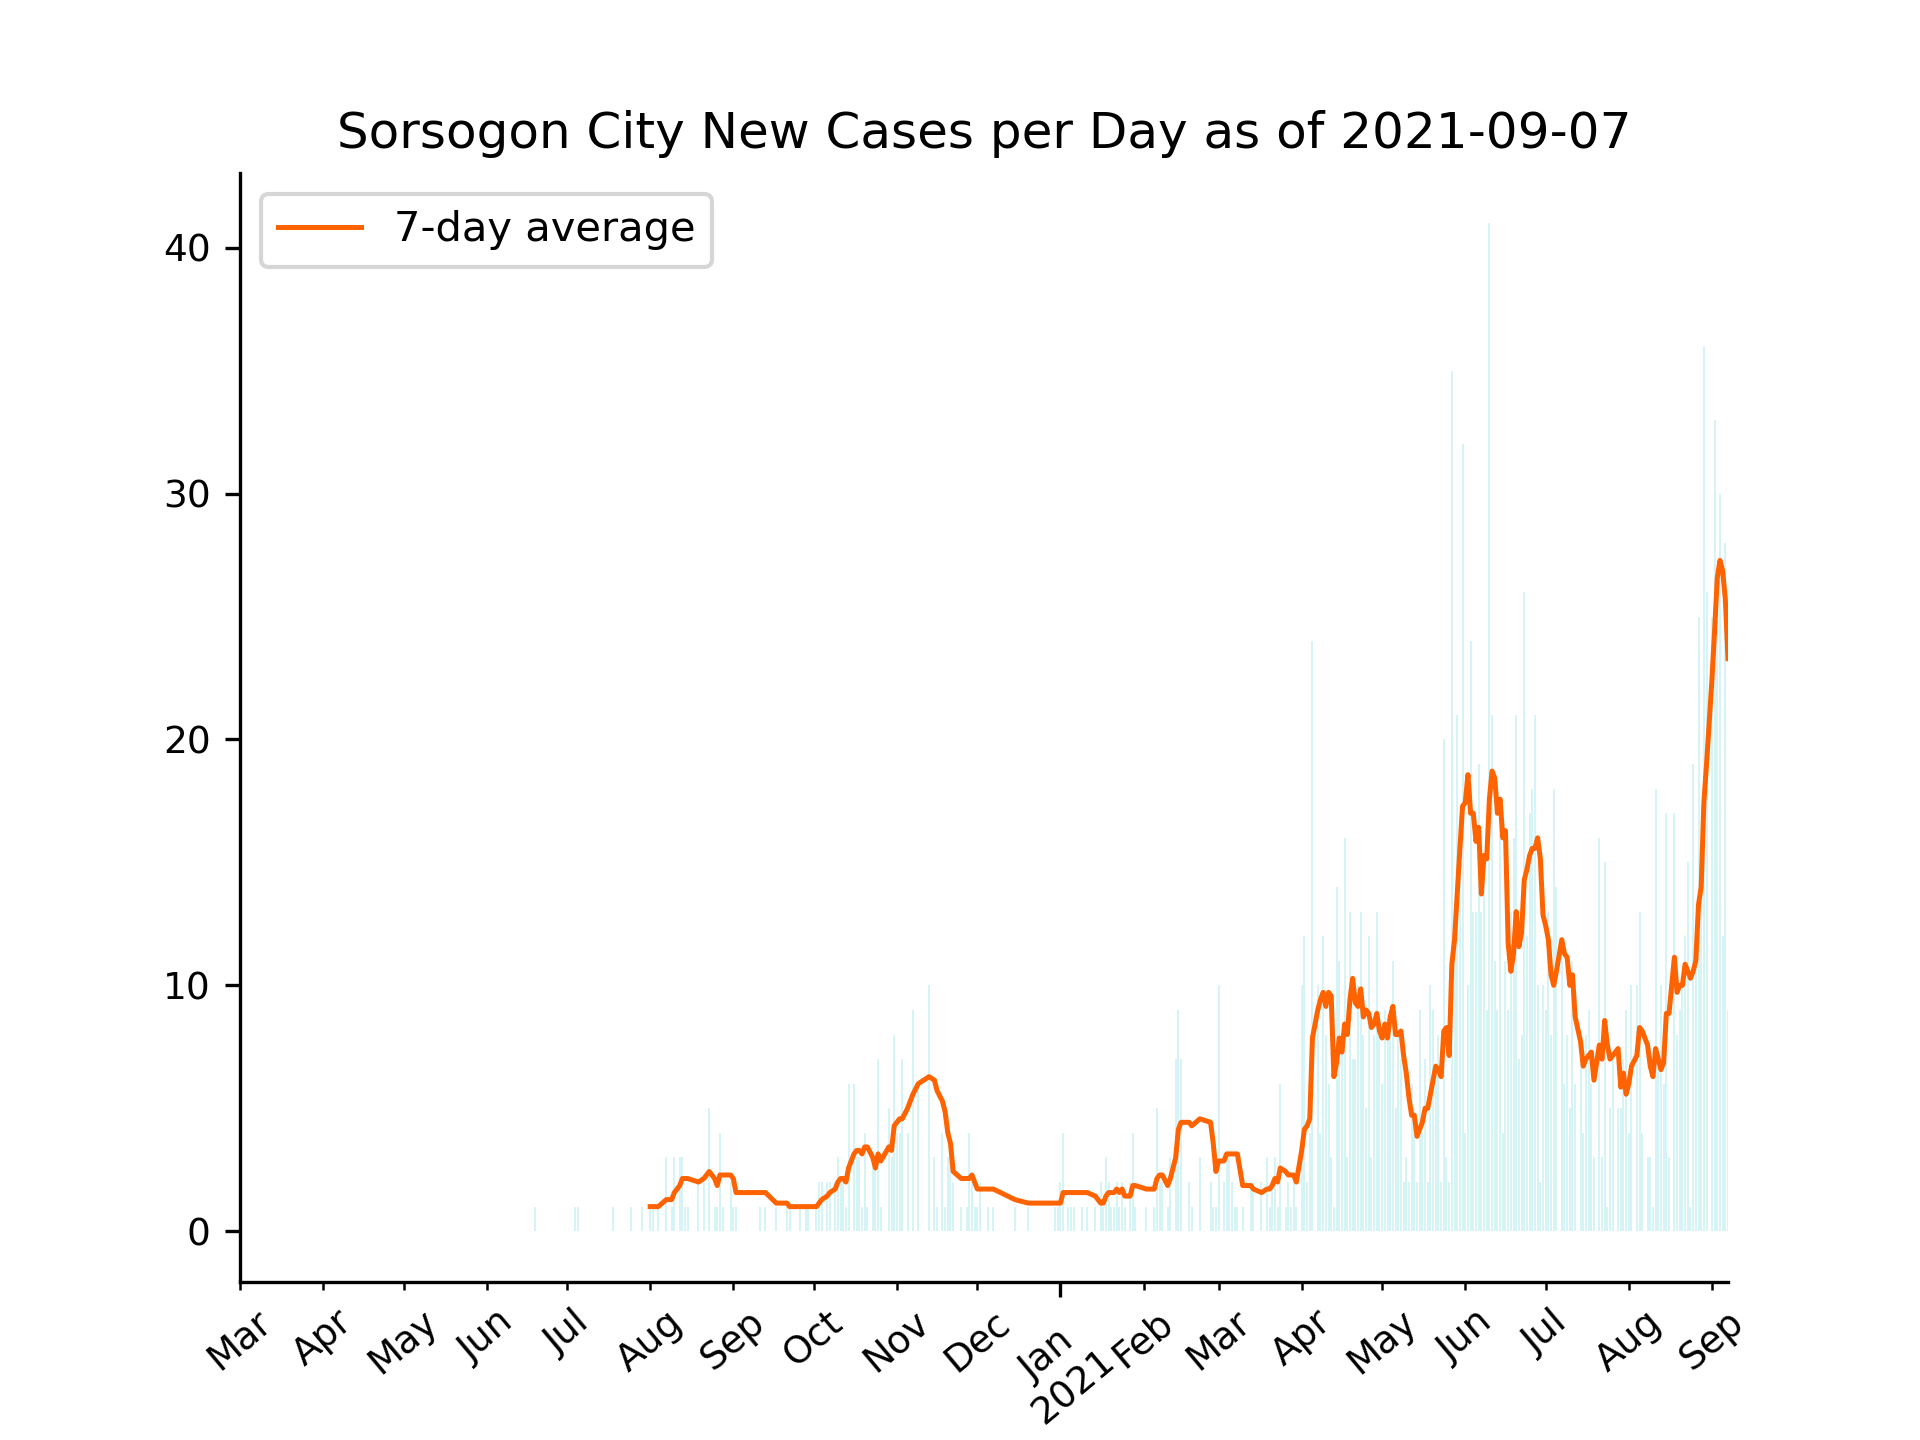 Sorsogon City New Cases per Day as of 2021-09-07
7-day average
40
30
20
10
0
Mar Apr May Jun Jul Aug Sep Oct Nov Dec Jan Feb Mar Apr May Jun Jul Aug Sep
2021